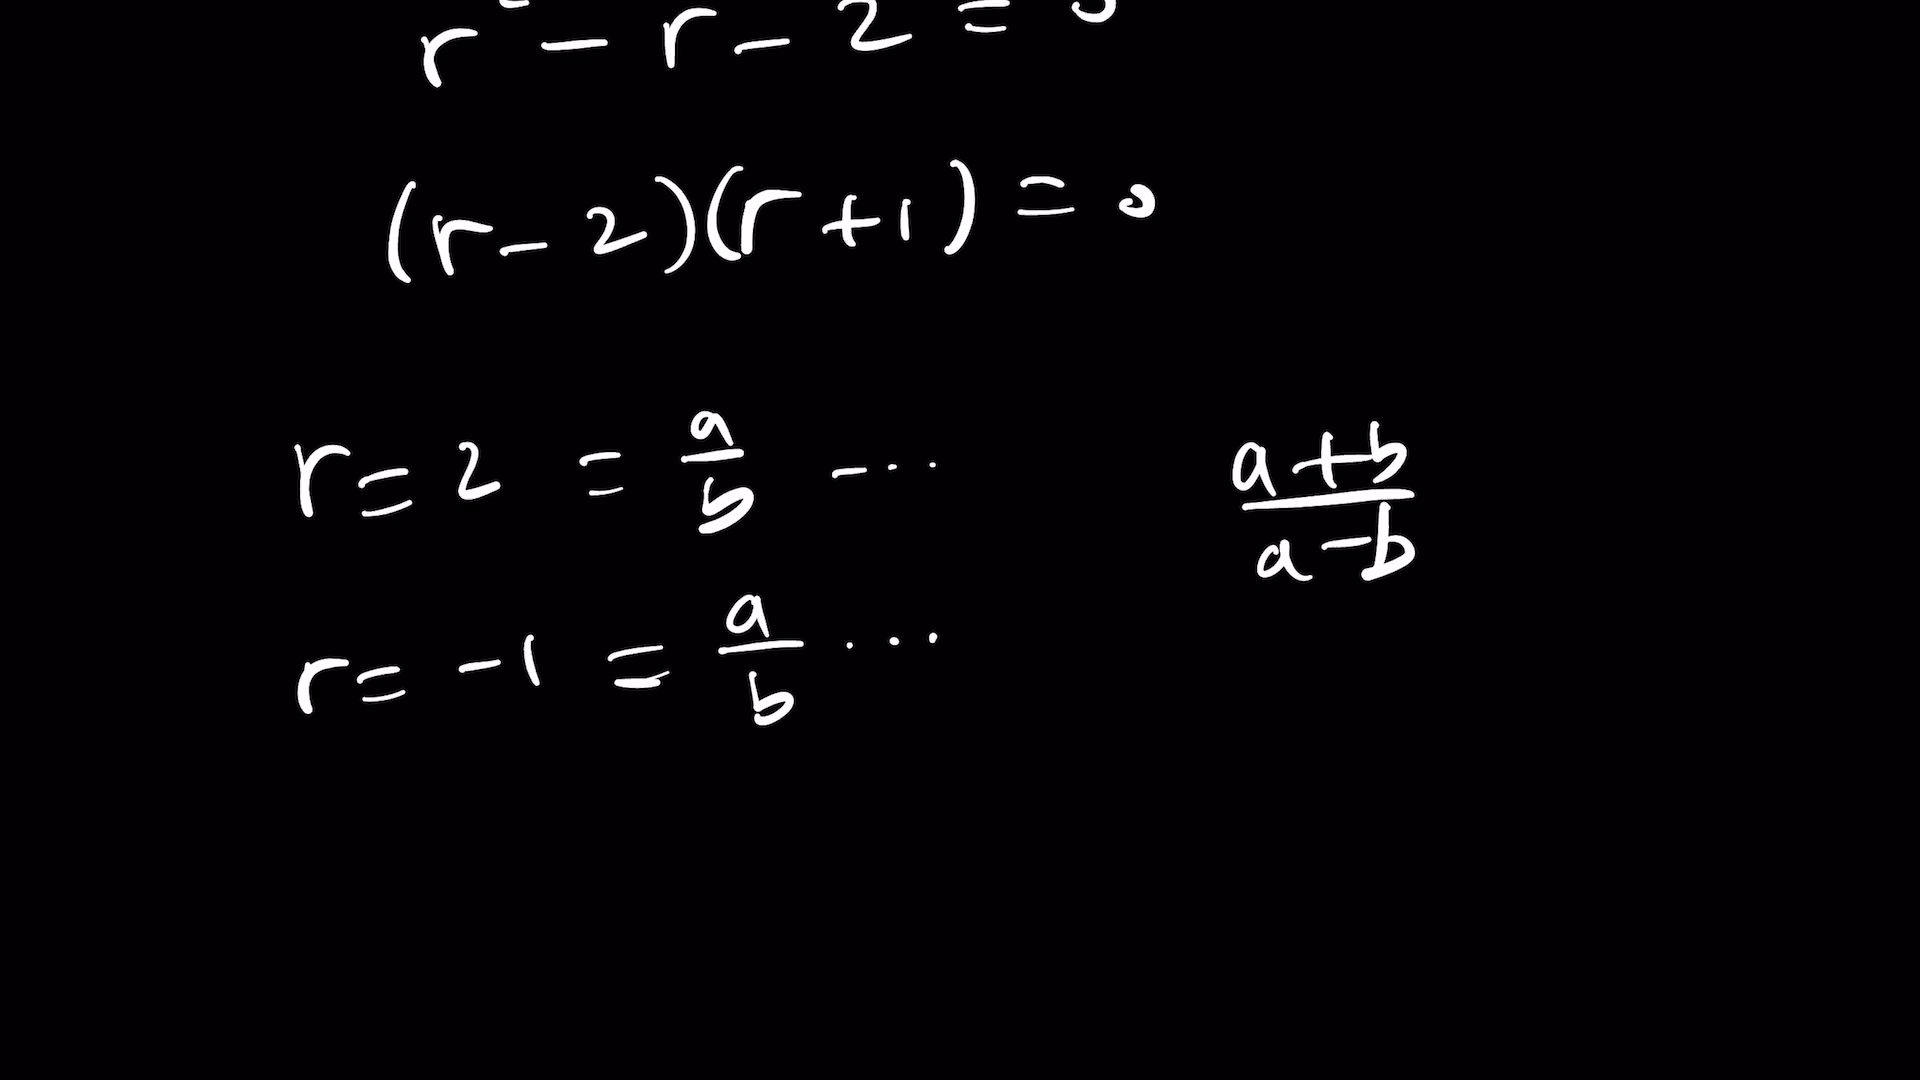 r² - r - 2 = 0
(r - 2)(r + 1) = 0
r = 2 = a/b - ...
r = -1 = a/b ...
a + b / a - b